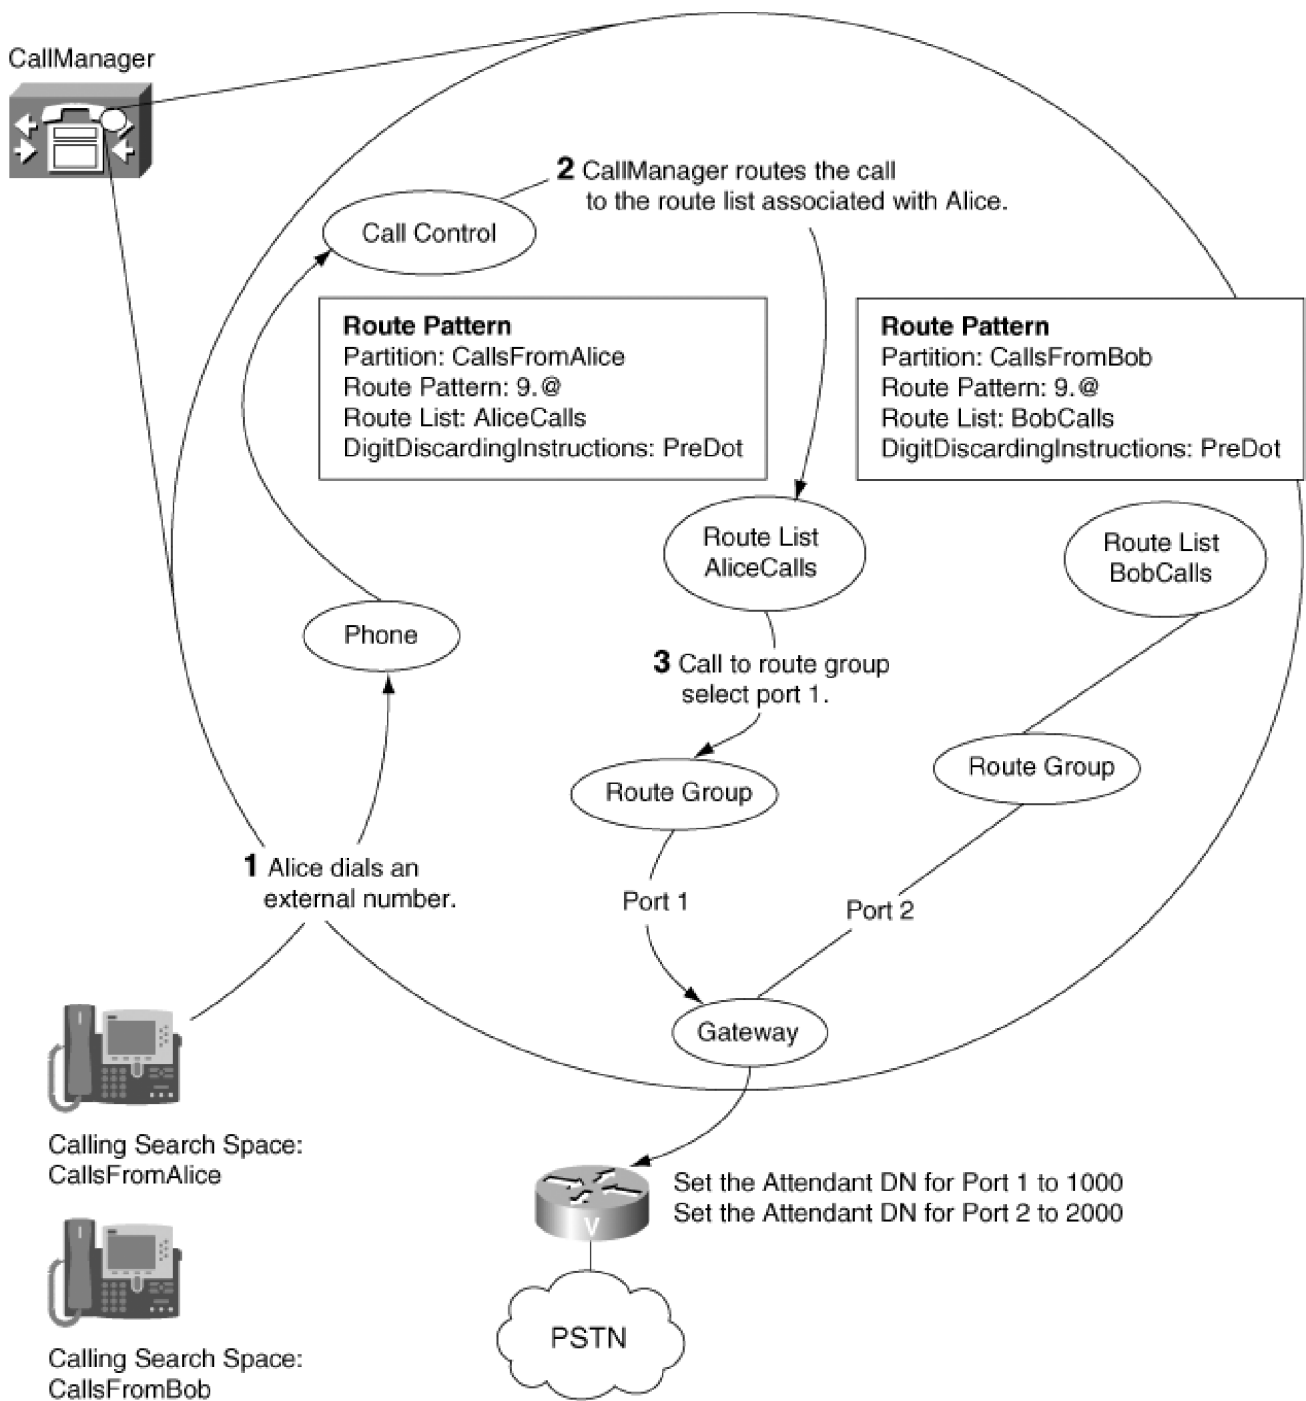 CallManager
2 CallManager routes the call
to the route list associated with Alice.
Call Control
Route Pattern
Partition: CallsFromAlice
Route Pattern: 9.@
Route List: AliceCalls
DigitDiscardingInstructions: PreDot
Route Pattern
Partition: CallsFromBob
Route Pattern: 9.@
Route List: BobCalls
DigitDiscardingInstructions: PreDot
Route List
AliceCalls
Route List
BobCalls
Phone
3 Call to route group
select port 1.
Route Group
Route Group
1 Alice dials an
external number.
Port 1
Port 2
Gateway
Calling Search Space:
CallsFromAlice
Set the Attendant DN for Port 1 to 1000
Set the Attendant DN for Port 2 to 2000
V
PSTN
Calling Search Space:
CallsFromBob